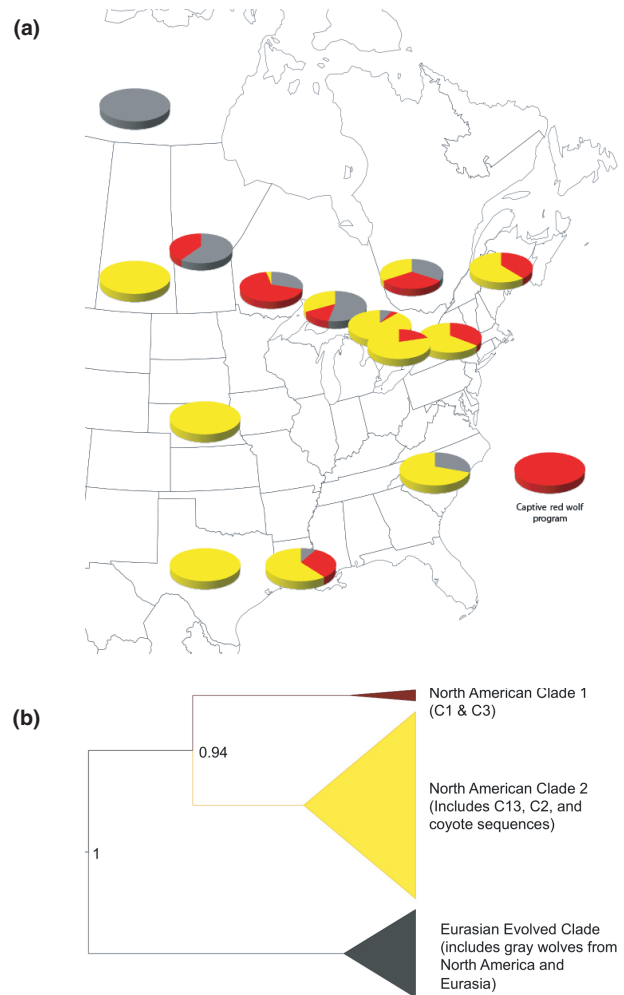 (a)
Captive red wolf
program
(b)
North American Clade 1
(C1 & C3)
0.94
North American Clade 2
(Includes C13, C2, and
coyote sequences)
1
Eurasian Evolved Clade
(includes gray wolves from
North America and
Eurasia)